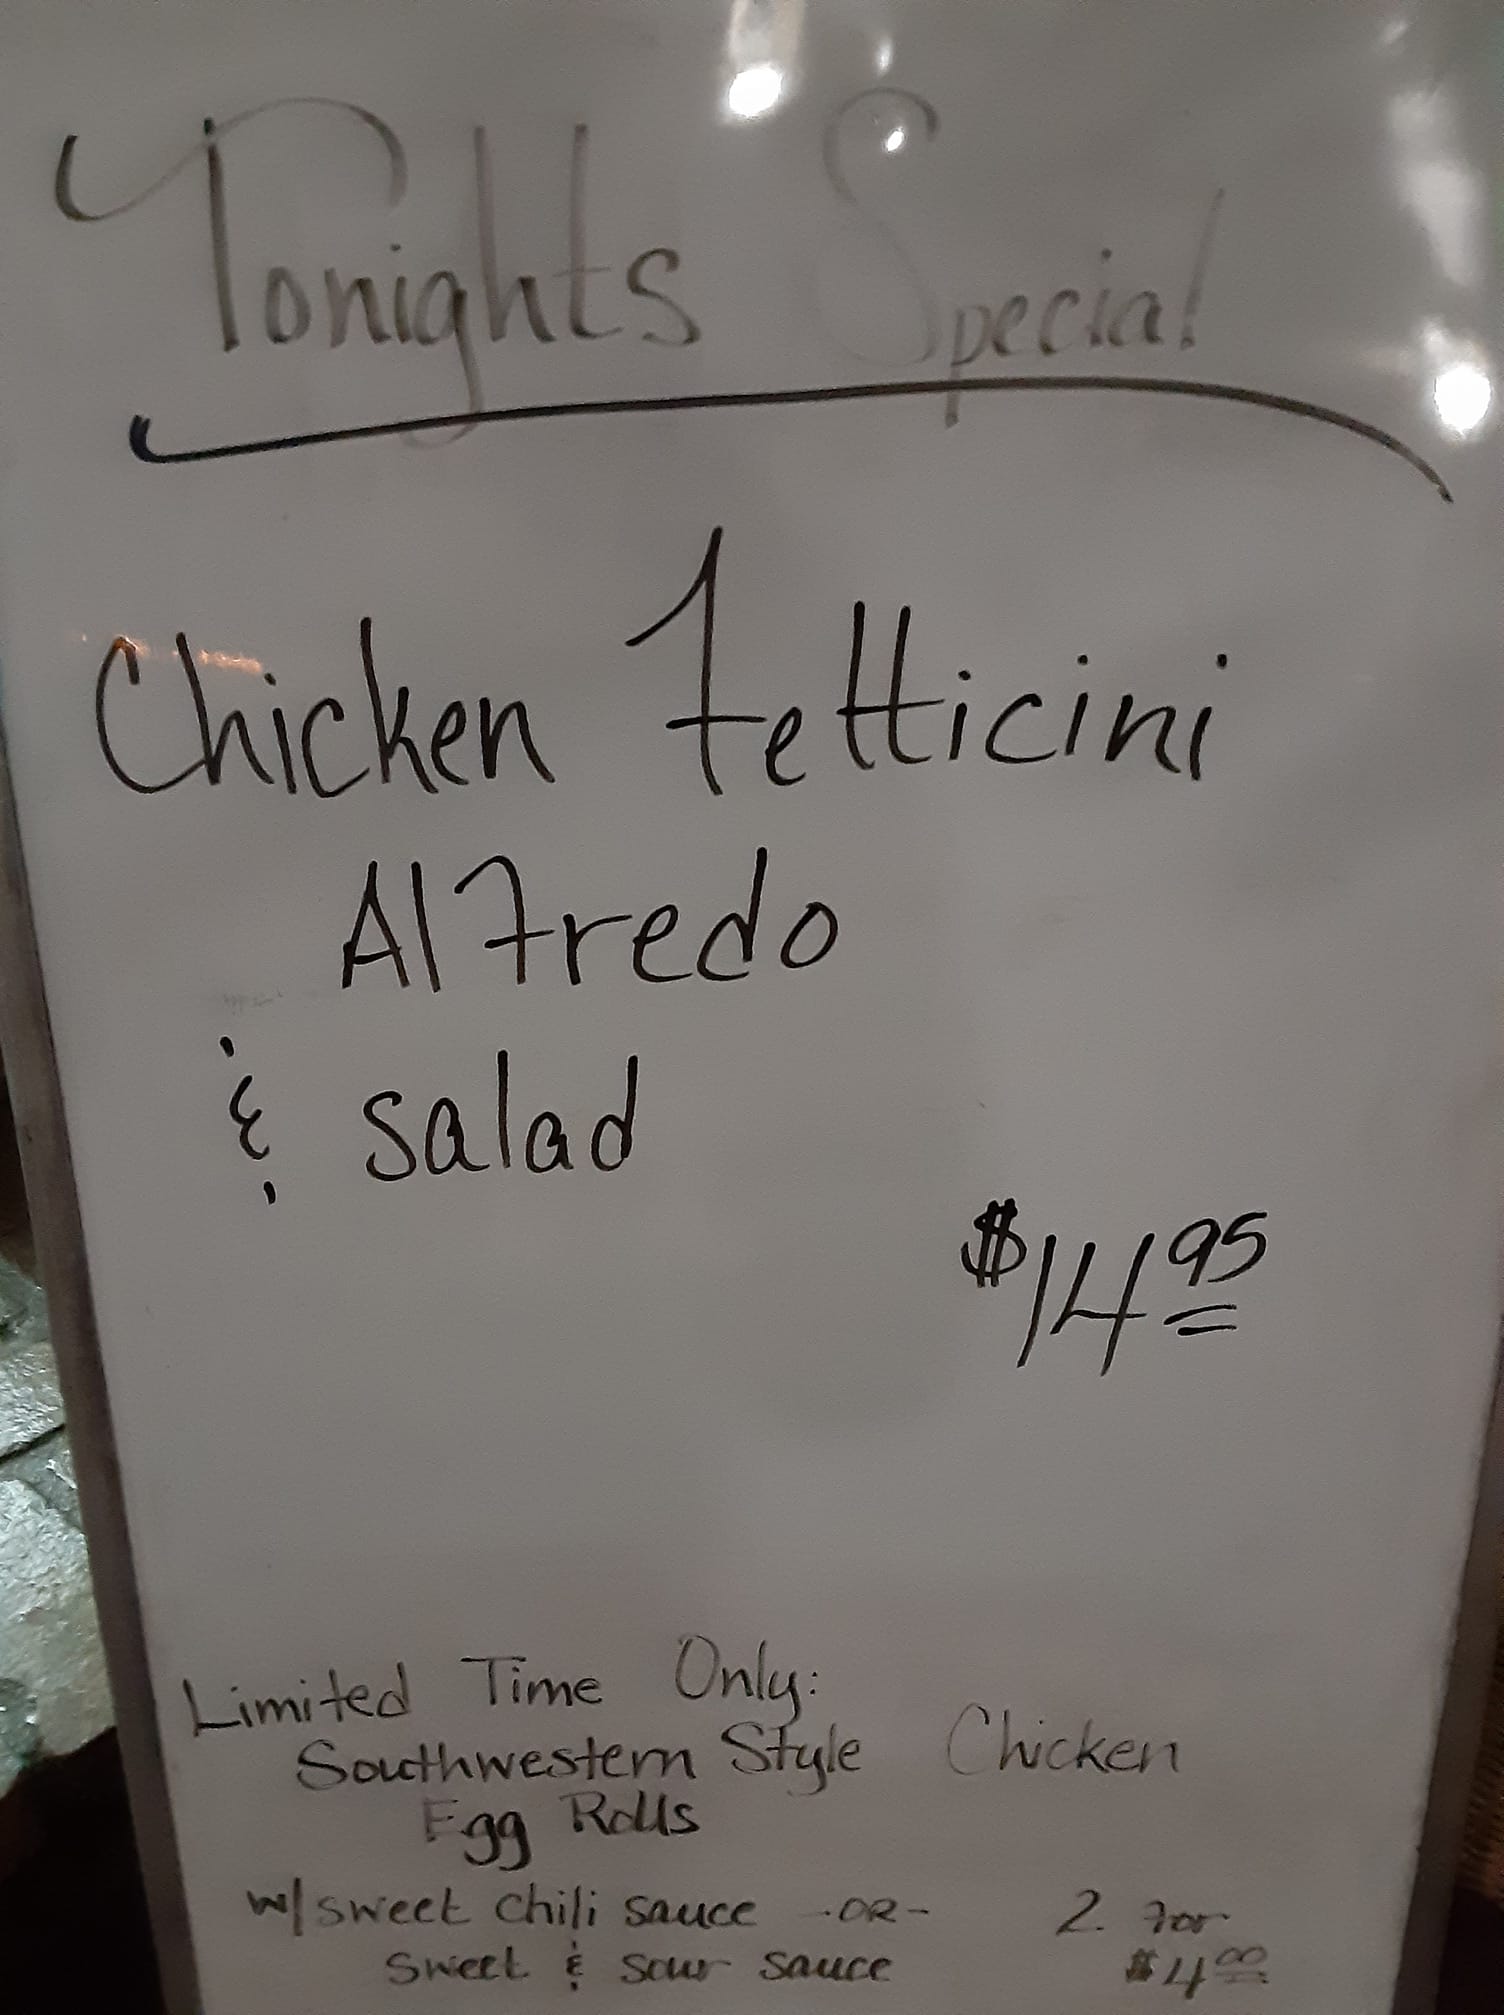 Tonights Special
Chicken Fetticini
Alfredo
& salad
$14 95
Limited Time Only:
Southwestern Style Chicken
Egg Rolls
w/ sweet chili sauce -OR- 2 for
sweet & sour sauce $4 00